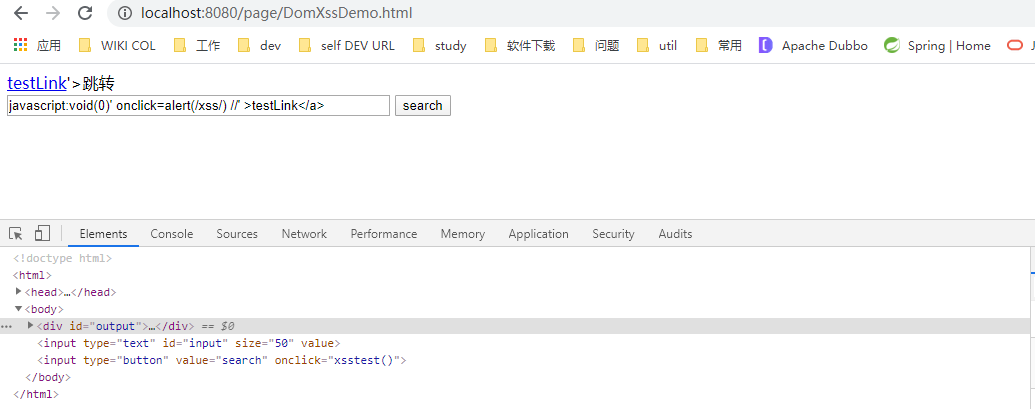 localhost:8080/page/DomXssDemo.html
应用 WIKI COL 工作 dev self DEV URL study 软件下载 问题 util 常用 Apache Dubbo Spring | Home
testLink'>跳转
javascript:void(0)' onclick=alert(/xss/) //' >testLink</a> search
Elements Console Sources Network Performance Memory Application Security Audits
<!doctype html>
<html>
<head>…</head>
<body>
<div id="output">…</div> == $0
<input type="text" id="input" size="50" value>
<input type="button" value="search" onclick="xsstest()">
</body>
</html>